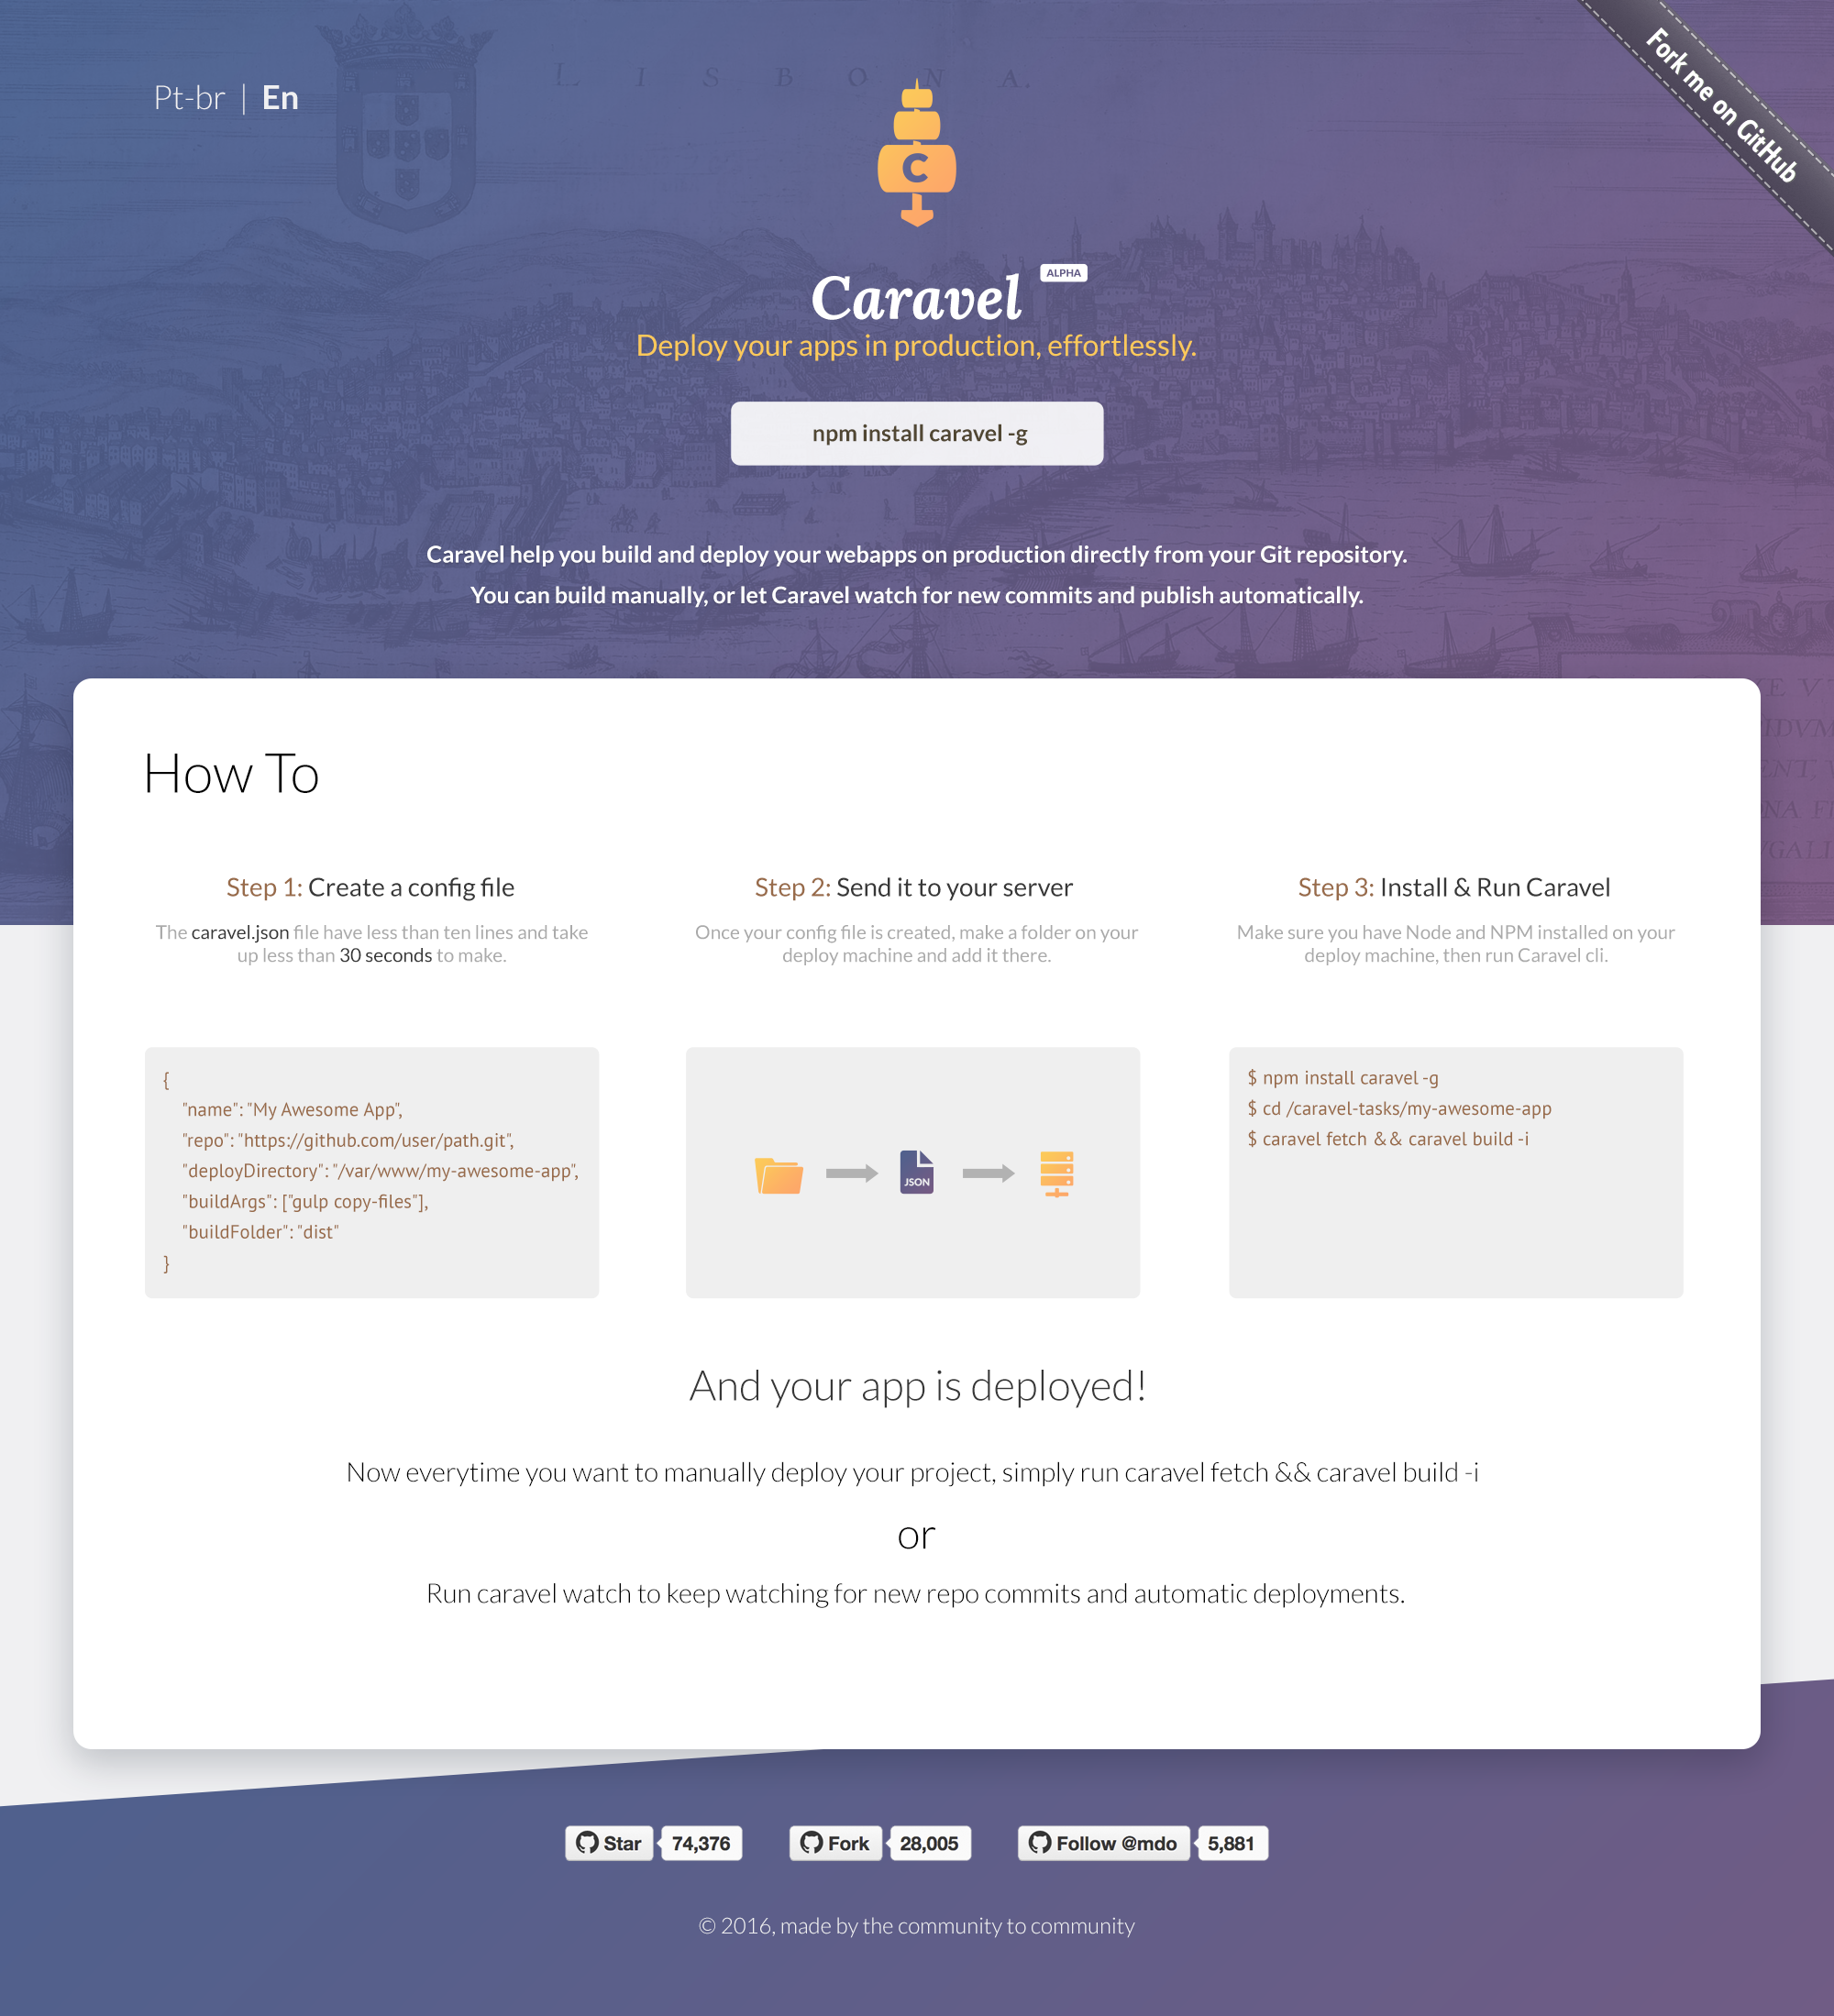 Pt-br | En
L I S B O N A.
Fork me on GitHub
C
Caravel
ALPHA
Deploy your apps in production, effortlessly.
npm install caravel -g
Caravel help you build and deploy your webapps on production directly from your Git repository.
You can build manually, or let Caravel watch for new commits and publish automatically.
How To
Step 1: Create a config file
The caravel.json file have less than ten lines and take
up less than 30 seconds to make.
{
"name": "My Awesome App",
"repo": "https://github.com/user/path.git",
"deployDirectory": "/var/www/my-awesome-app",
"buildArgs": ["gulp copy-files"],
"buildFolder": "dist"
}
Step 2: Send it to your server
Once your config file is created, make a folder on your
deploy machine and add it there.
JSON
Step 3: Install & Run Caravel
Make sure you have Node and NPM installed on your
deploy machine, then run Caravel cli.
$ npm install caravel -g
$ cd /caravel-tasks/my-awesome-app
$ caravel fetch && caravel build -i
And your app is deployed!
Now everytime you want to manually deploy your project, simply run caravel fetch && caravel build -i
or
Run caravel watch to keep watching for new repo commits and automatic deployments.
Star 74,376
Fork 28,005
Follow @mdo 5,881
© 2016, made by the community to community